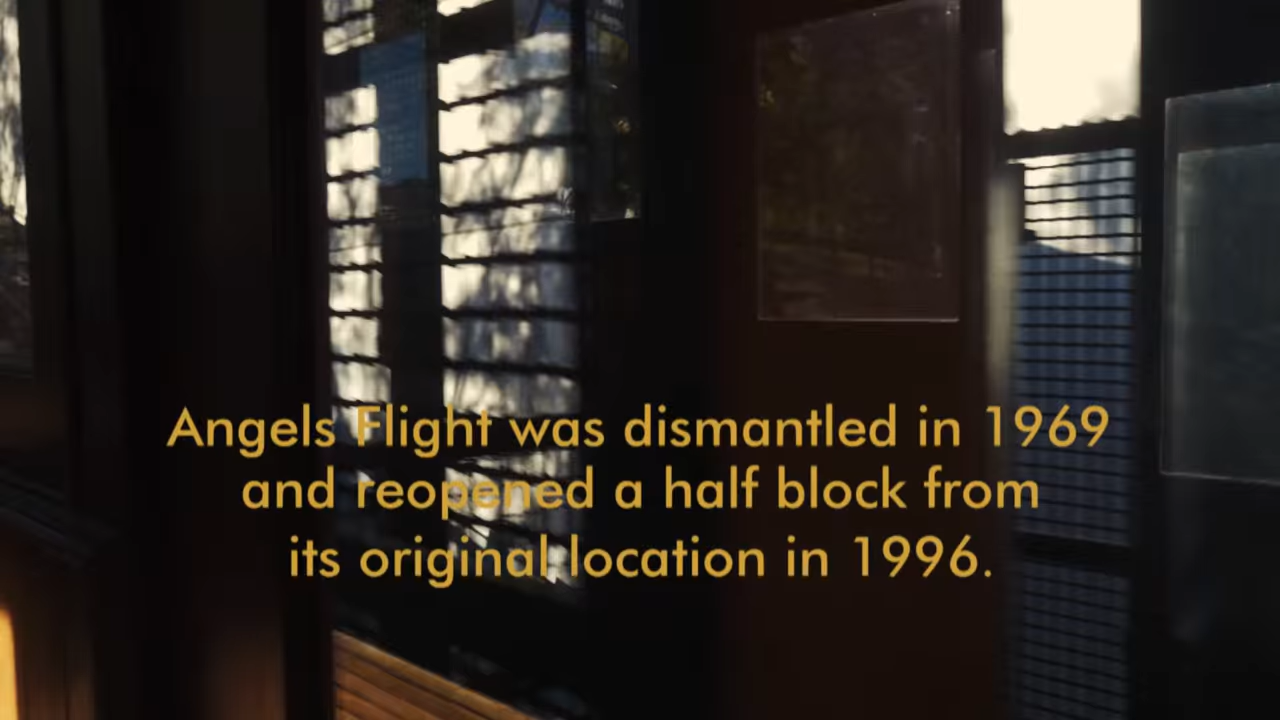 Angels Flight was dismantled in 1969
and reopened a half block from
its original location in 1996.